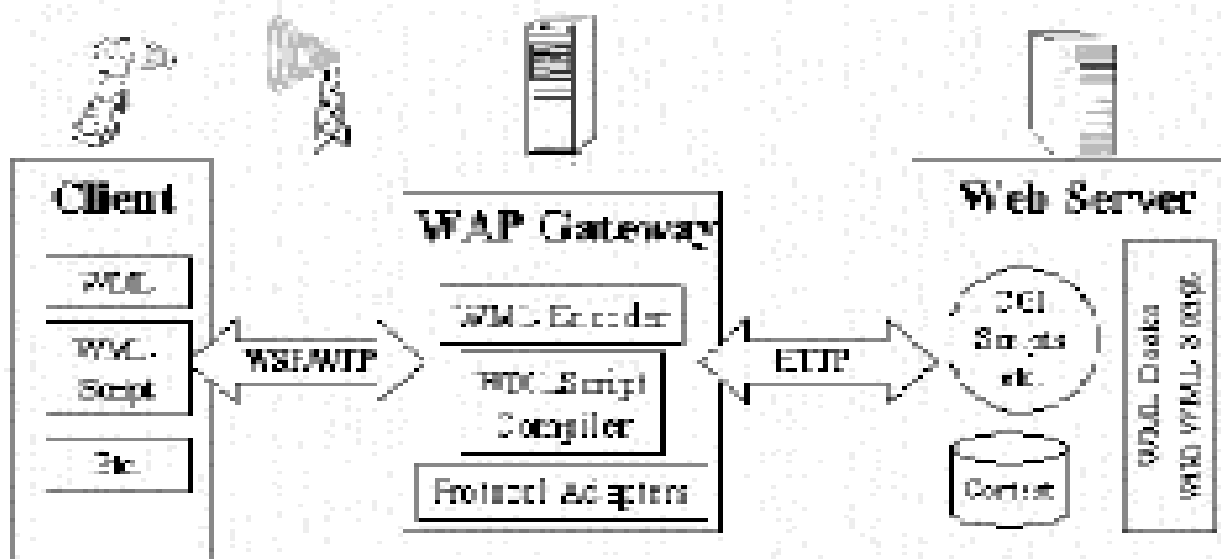 Client
WML
WML
Script
Etc
WSP/WTP
WAP Gateway
WML Encoder
WMLScript
Compiler
Protocol Adapters
HTTP
Web Server
CGI
Scripts
etc.
Content
WML Decks
with WML-Script